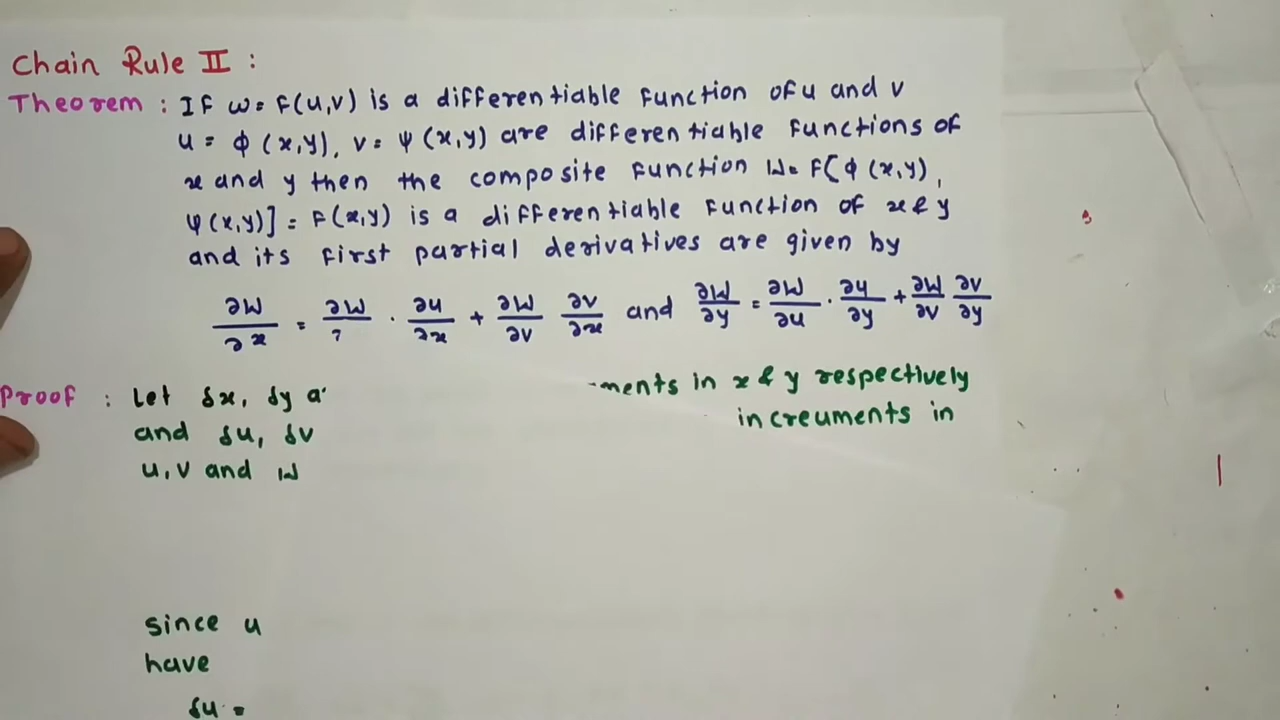 Chain Rule II :
Theorem : If w = F(u,v) is a differentiable function of u and v
u = φ(x,y), v = ψ(x,y) are differentiable functions of
x and y then the composite function W = F[φ(x,y),
ψ(x,y)] = F(x,y) is a differentiable function of x & y
and its first partial derivatives are given by
∂W/∂x = ∂W/? · ∂u/∂x + ∂W/∂v ∂v/∂x and ∂W/∂y = ∂W/∂u · ∂u/∂y + ∂W/∂v ∂v/∂y
Proof : Let δx, δy a -ments in x & y respectively
and δu, δv increuments in
u, v and W
since u
have
δu =